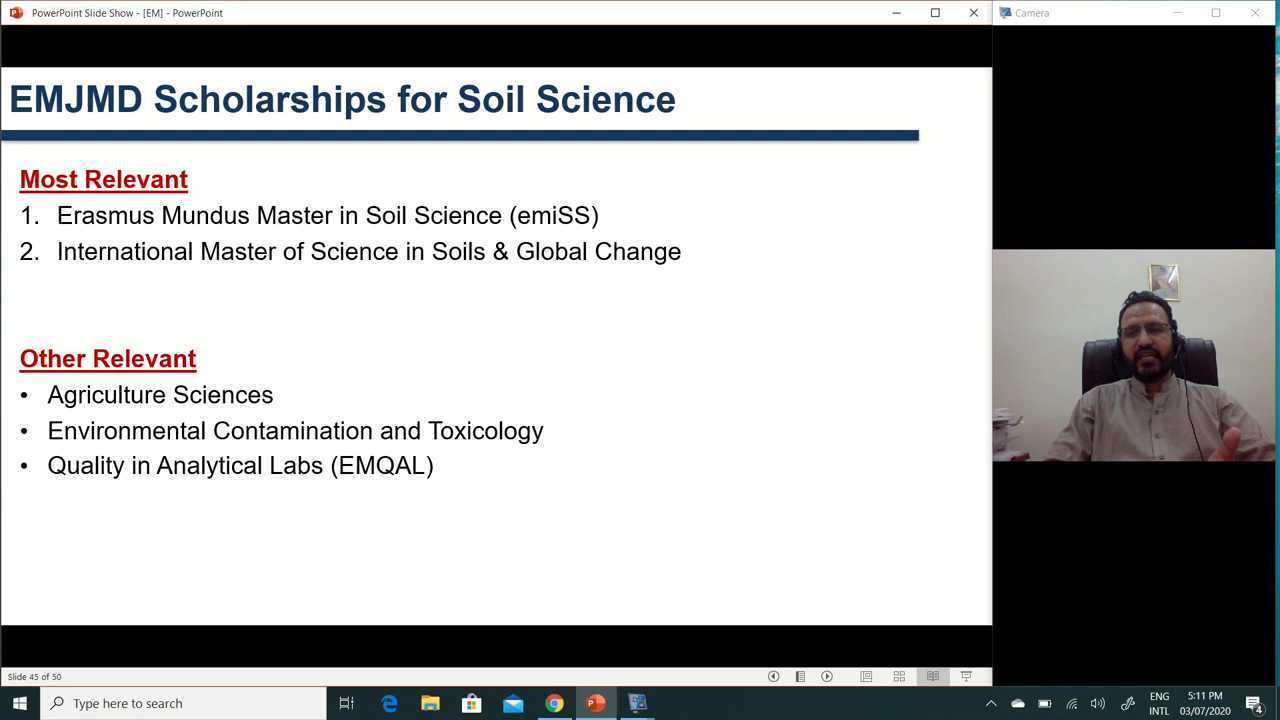 PowerPoint Slide Show - [EM] - PowerPoint
Camera
EMJMD Scholarships for Soil Science
Most Relevant
1. Erasmus Mundus Master in Soil Science (emiSS)
2. International Master of Science in Soils & Global Change
Other Relevant
• Agriculture Sciences
• Environmental Contamination and Toxicology
• Quality in Analytical Labs (EMQAL)
Slide 45 of 50
Type here to search
ENG
INTL
5:11 PM
03/07/2020
4